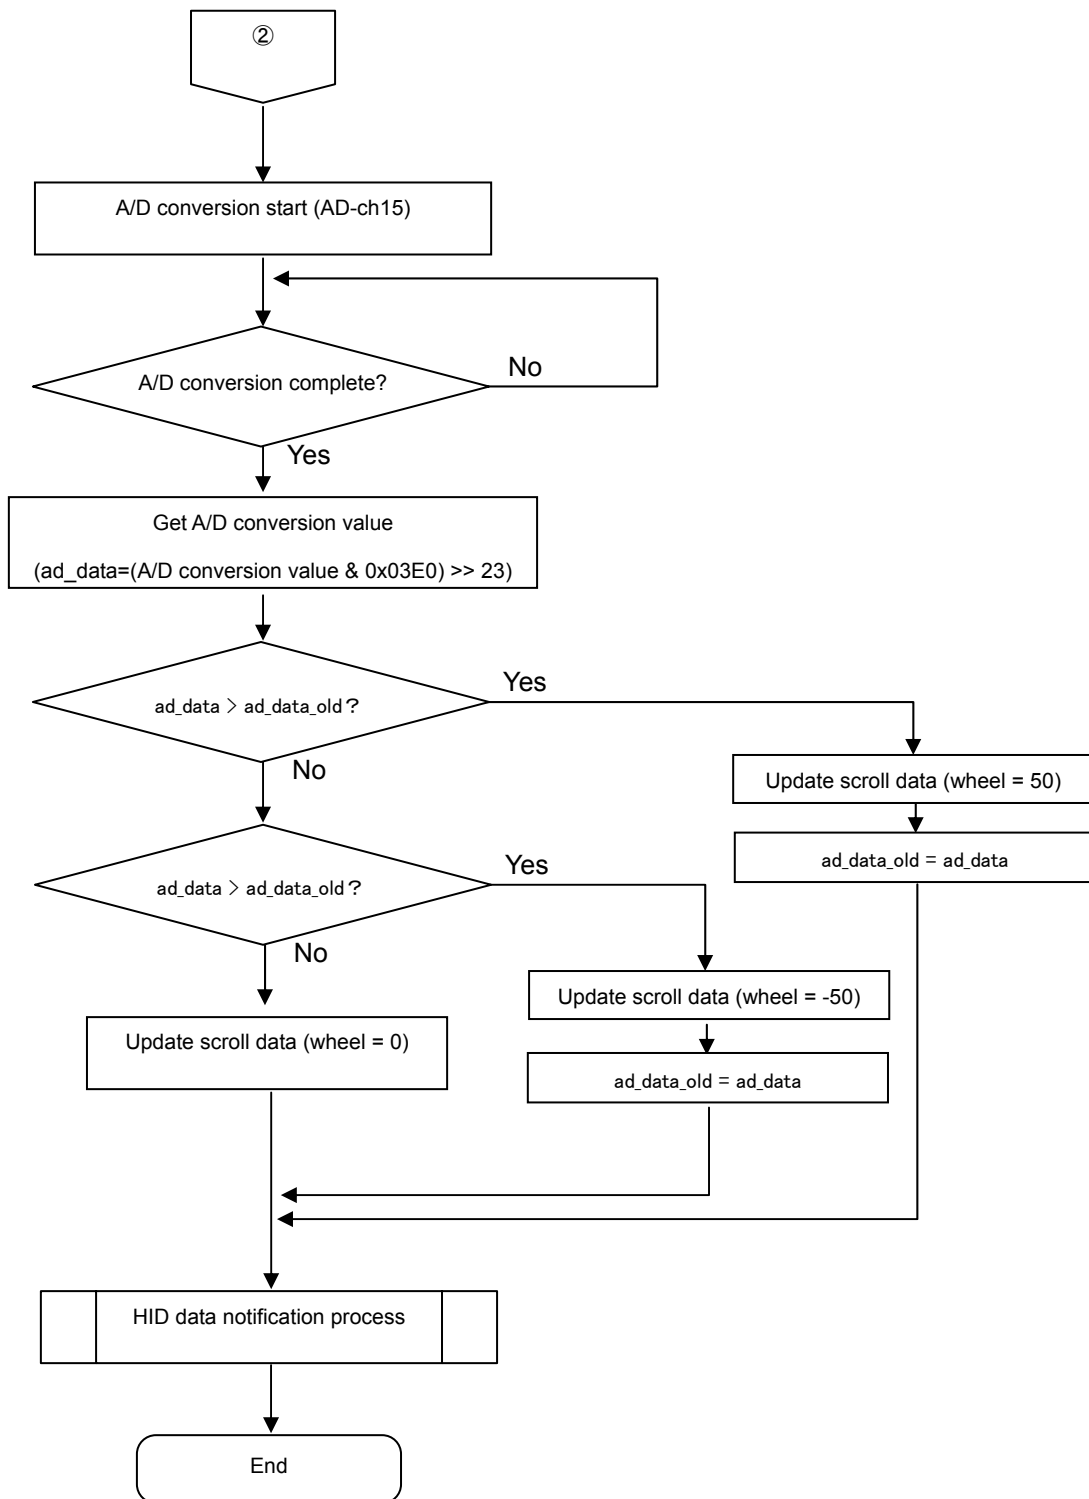 ②
A/D conversion start (AD-ch15)
A/D conversion complete?
No
Yes
Get A/D conversion value
(ad_data=(A/D conversion value & 0x03E0) >> 23)
ad_data > ad_data_old?
Yes
No
Update scroll data (wheel = 50)
ad_data_old = ad_data
ad_data > ad_data_old?
Yes
No
Update scroll data (wheel = -50)
ad_data_old = ad_data
Update scroll data (wheel = 0)
HID data notification process
End